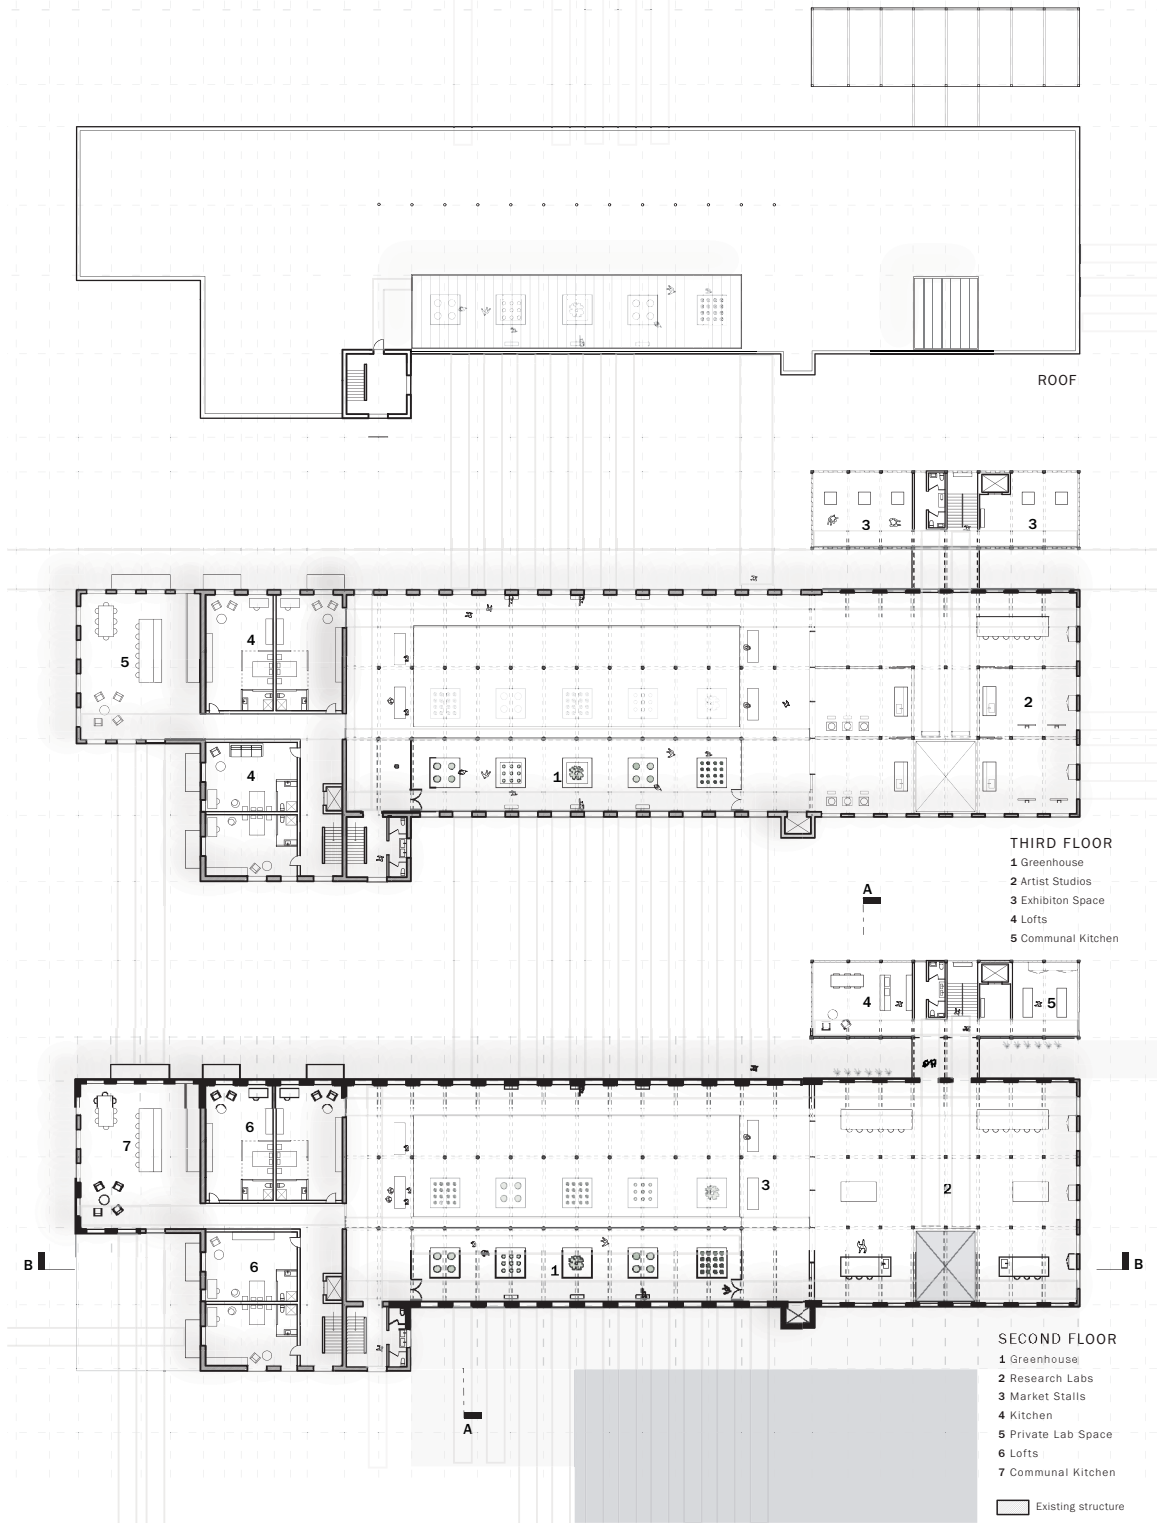 ROOF
3
3
4
5
2
4
1
THIRD FLOOR
1 Greenhouse
2 Artist Studios
3 Exhibiton Space
4 Lofts
5 Communal Kitchen
A
4
5
7
6
3
2
6
1
B
B
SECOND FLOOR
1 Greenhouse
2 Research Labs
3 Market Stalls
4 Kitchen
5 Private Lab Space
6 Lofts
7 Communal Kitchen
A
Existing structure